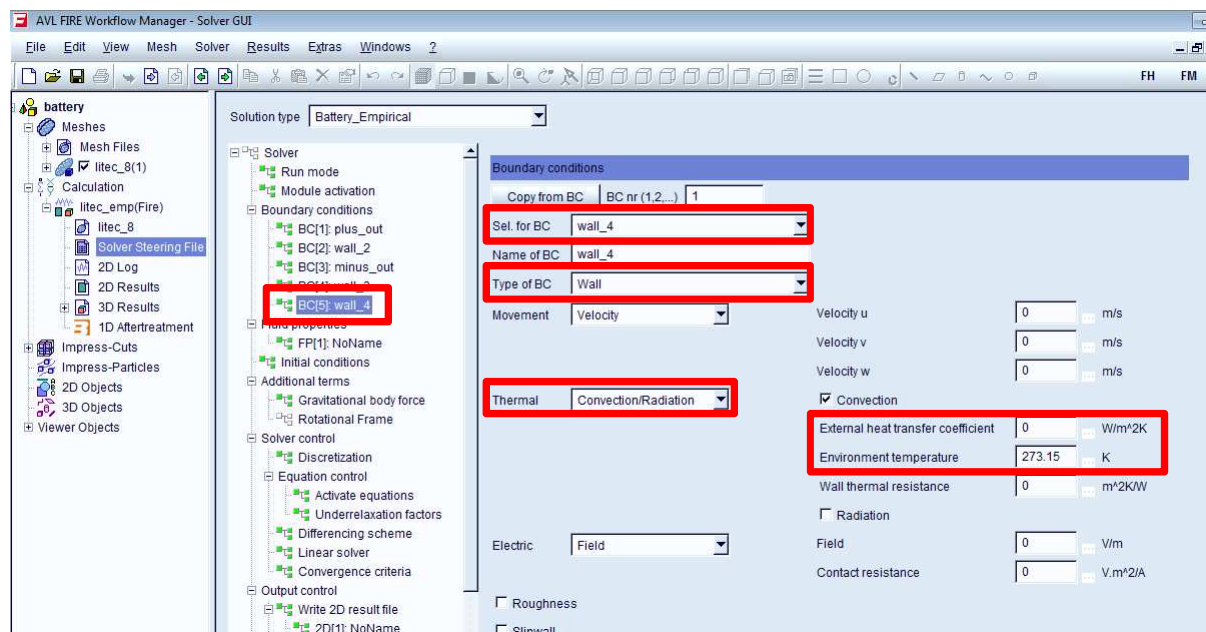 AVL FIRE Workflow Manager - Solver GUI
File Edit View Mesh Solver Results Extras Windows ?
FH FM
battery
Meshes
Mesh Files
litec_8(1)
Calculation
litec_emp(Fire)
litec_8
Solver Steering File
2D Log
2D Results
3D Results
1D Aftertreatment
Impress-Cuts
Impress-Particles
2D Objects
3D Objects
Viewer Objects
Solution type Battery_Empirical
Solver
Run mode
Module activation
Boundary conditions
BC[1]: plus_out
BC[2]: wall_2
BC[3]: minus_out
BC[5]: wall_4
Fluid properties
FP[1]: NoName
Initial conditions
Additional terms
Gravitational body force
Rotational Frame
Solver control
Discretization
Equation control
Activate equations
Underrelaxation factors
Differencing scheme
Linear solver
Convergence criteria
Output control
Write 2D result file
2D[1]: NoName
Boundary conditions
Copy from BC BC nr (1,2,...) 1
Sel. for BC wall_4
Name of BC wall_4
Type of BC Wall
Movement Velocity Velocity u 0 m/s
Velocity v 0 m/s
Velocity w 0 m/s
Thermal Convection/Radiation Convection
External heat transfer coefficient 0 W/m^2K
Environment temperature 273.15 K
Wall thermal resistance 0 m^2K/W
Radiation
Electric Field Field 0 V/m
Contact resistance 0 V.m^2/A
Roughness
Slipwall